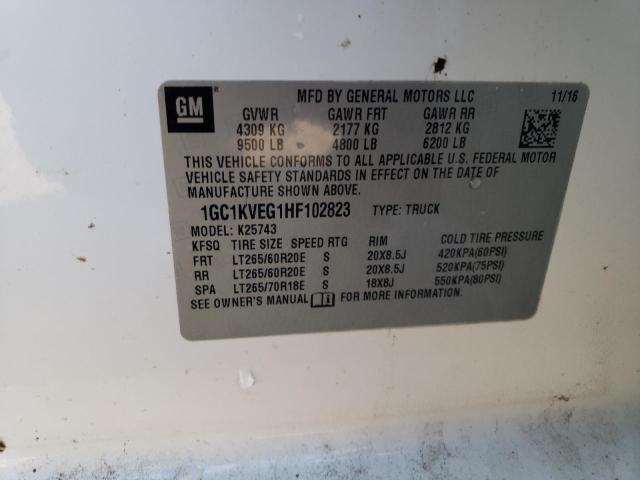 GM
MFD BY GENERAL MOTORS LLC 11/16
GVWR GAWR FRT GAWR RR
4309 KG 2177 KG 2812 KG
9500 LB 4800 LB 6200 LB
THIS VEHICLE CONFORMS TO ALL APPLICABLE U.S. FEDERAL MOTOR
VEHICLE SAFETY STANDARDS IN EFFECT ON THE DATE OF
MANUFACTURE SHOWN ABOVE.
1GC1KVEG1HF102823 TYPE: TRUCK
MODEL: K25743
KFSQ TIRE SIZE SPEED RTG RIM COLD TIRE PRESSURE
FRT LT265/60R20E S 20X8.5J 420KPA(60PSI)
RR LT265/60R20E S 20X8.5J 520KPA(75PSI)
SPA LT265/70R18E S 18X8J 550KPA(80PSI)
SEE OWNER'S MANUAL FOR MORE INFORMATION.